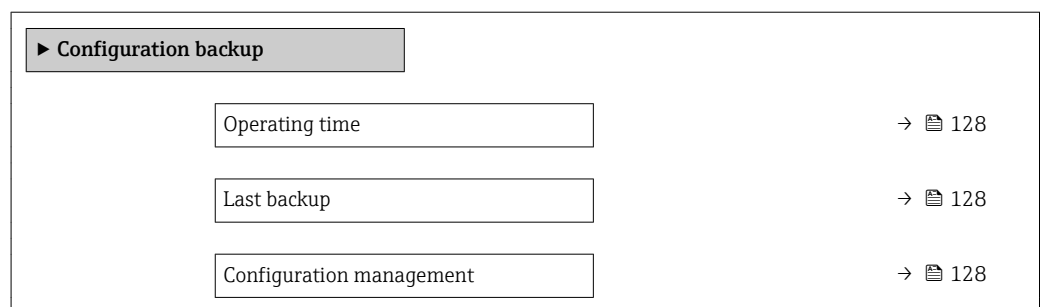 ► Configuration backup
Operating time → 128
Last backup → 128
Configuration management → 128